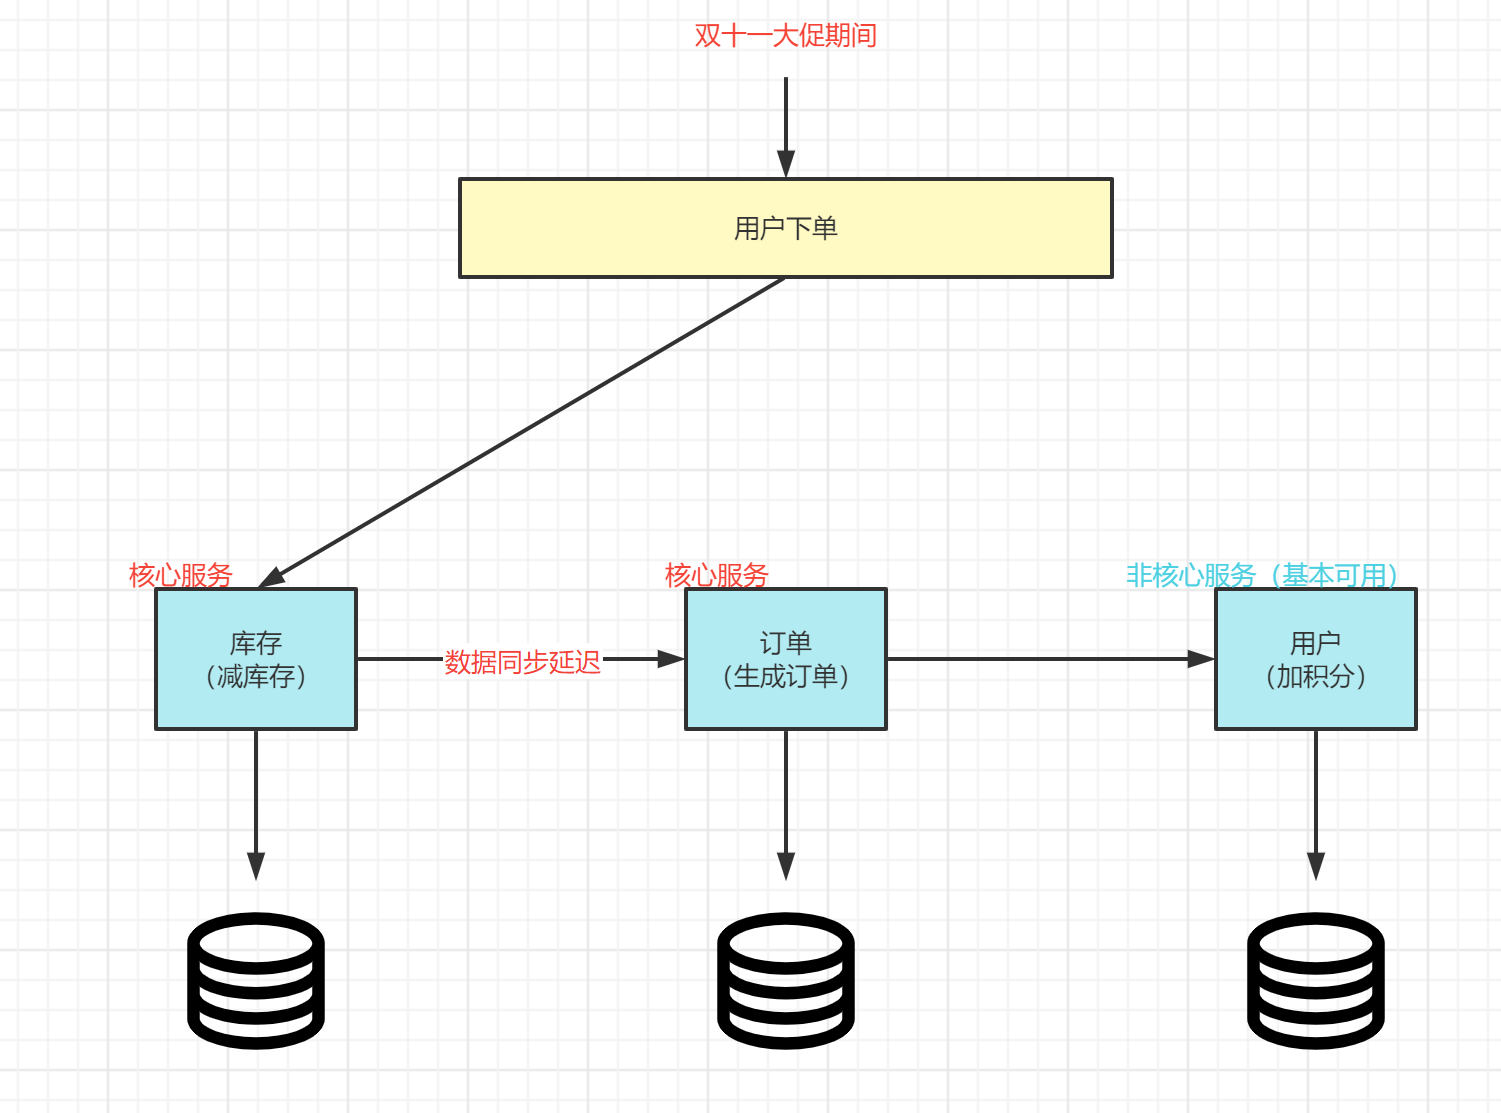 双十一大促期间
用户下单
核心服务
核心服务
非核心服务（基本可用）
库存
（减库存）
数据同步延迟
订单
（生成订单）
用户
（加积分）